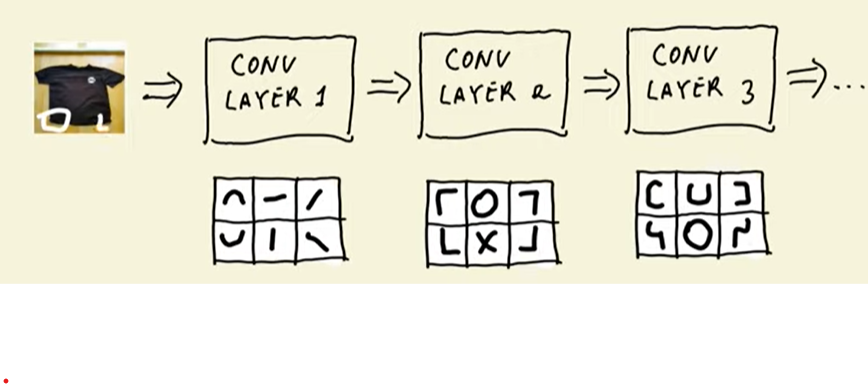 CONV
LAYER 1
CONV
LAYER 2
CONV
LAYER 3
...